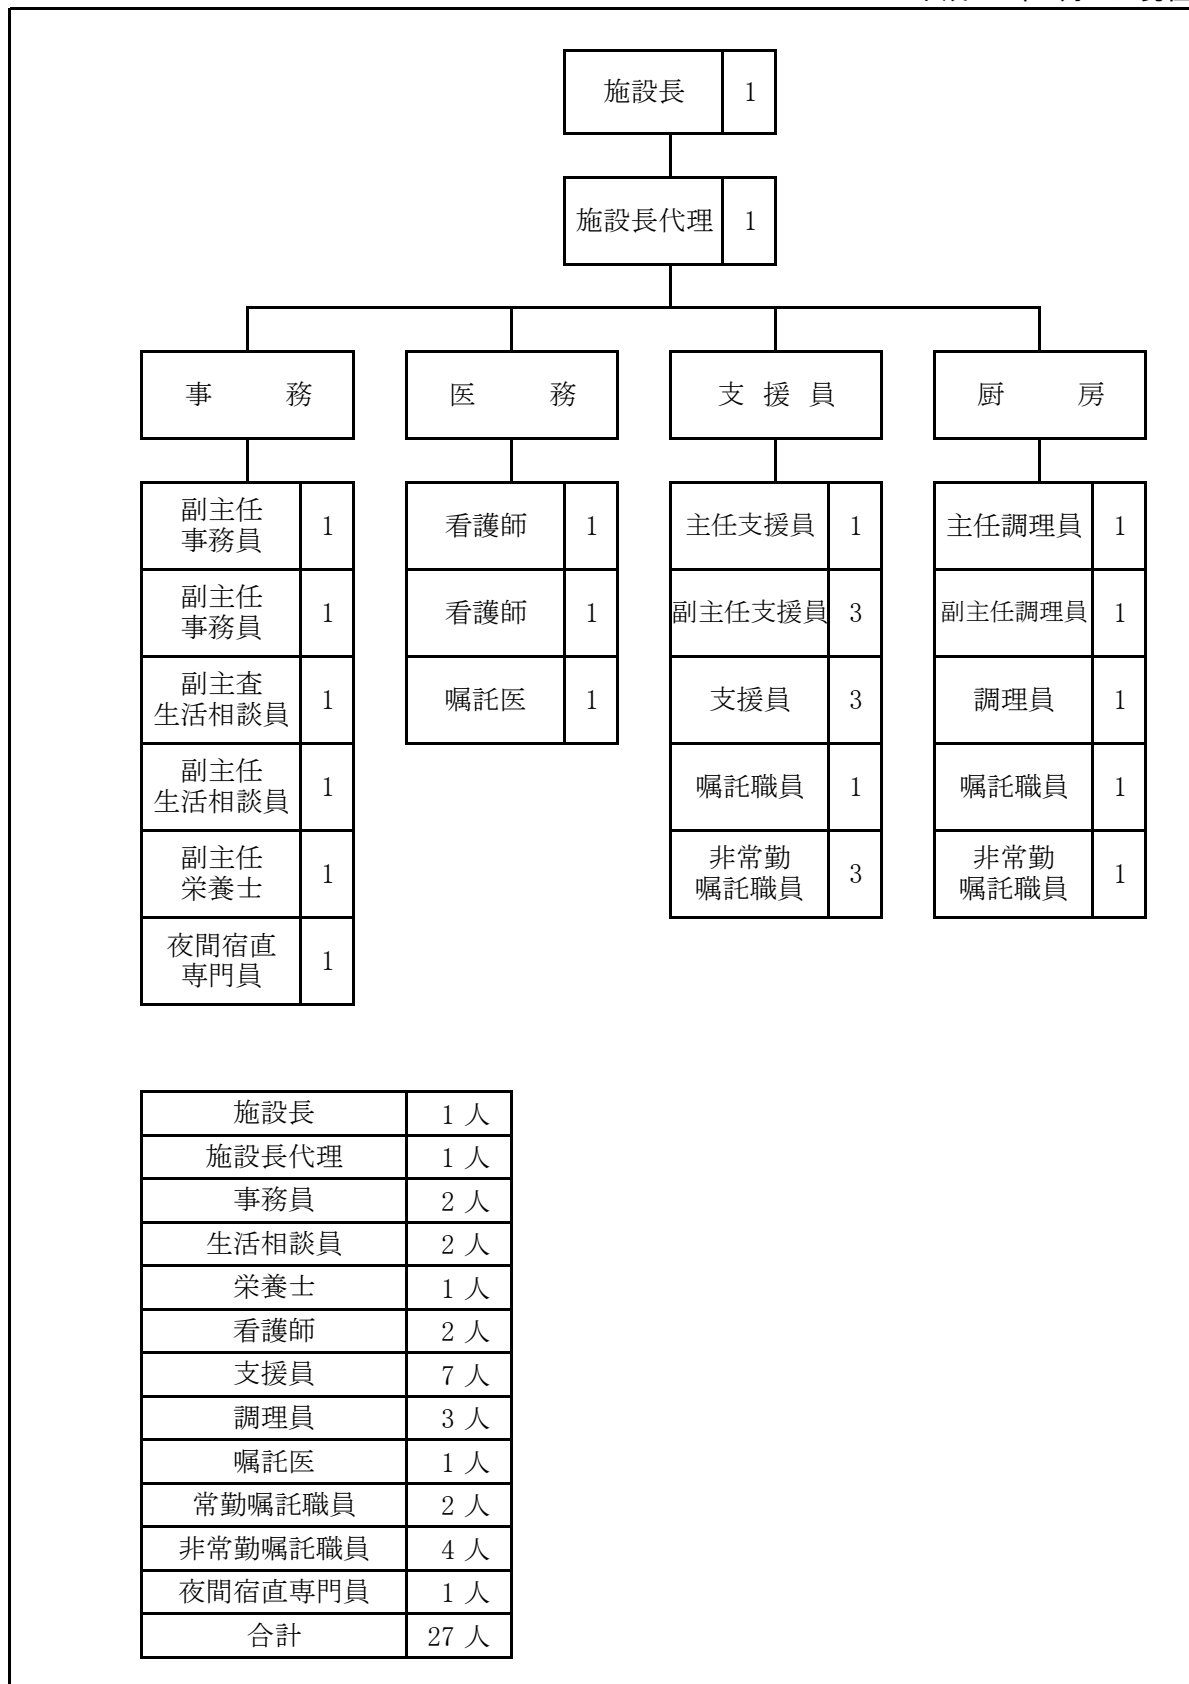 施設長 1
施設長代理 1
事務 医務 支援員 厨房
副主任
事務員 1
副主任
事務員 1
副主査
生活相談員 1
副主任
生活相談員 1
副主任
栄養士 1
夜間宿直
専門員 1
看護師 1
看護師 1
嘱託医 1
主任支援員 1
副主任支援員 3
支援員 3
嘱託職員 1
非常勤
嘱託職員 3
主任調理員 1
副主任調理員 1
調理員 1
嘱託職員 1
非常勤
嘱託職員 1
施設長 1 人
施設長代理 1 人
事務員 2 人
生活相談員 2 人
栄養士 1 人
看護師 2 人
支援員 7 人
調理員 3 人
嘱託医 1 人
常勤嘱託職員 2 人
非常勤嘱託職員 4 人
夜間宿直専門員 1 人
合計 27 人